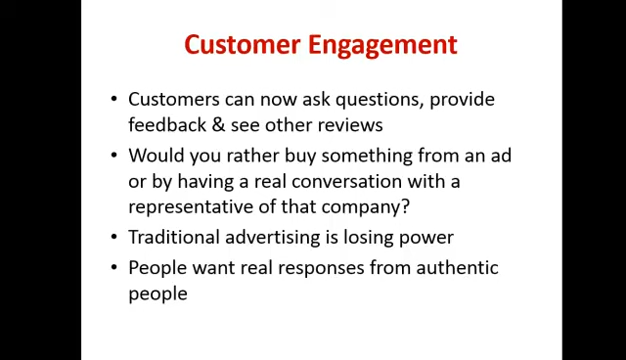 Customer Engagement
• Customers can now ask questions, provide
feedback & see other reviews
• Would you rather buy something from an ad
or by having a real conversation with a
representative of that company?
• Traditional advertising is losing power
• People want real responses from authentic
people